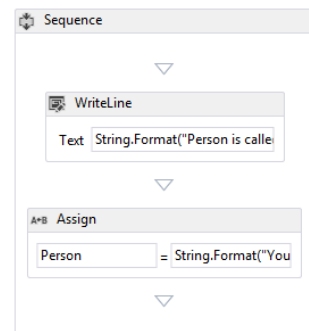 Sequence
WriteLine
Text String.Format("Person is calle
A+B Assign
Person = String.Format("You